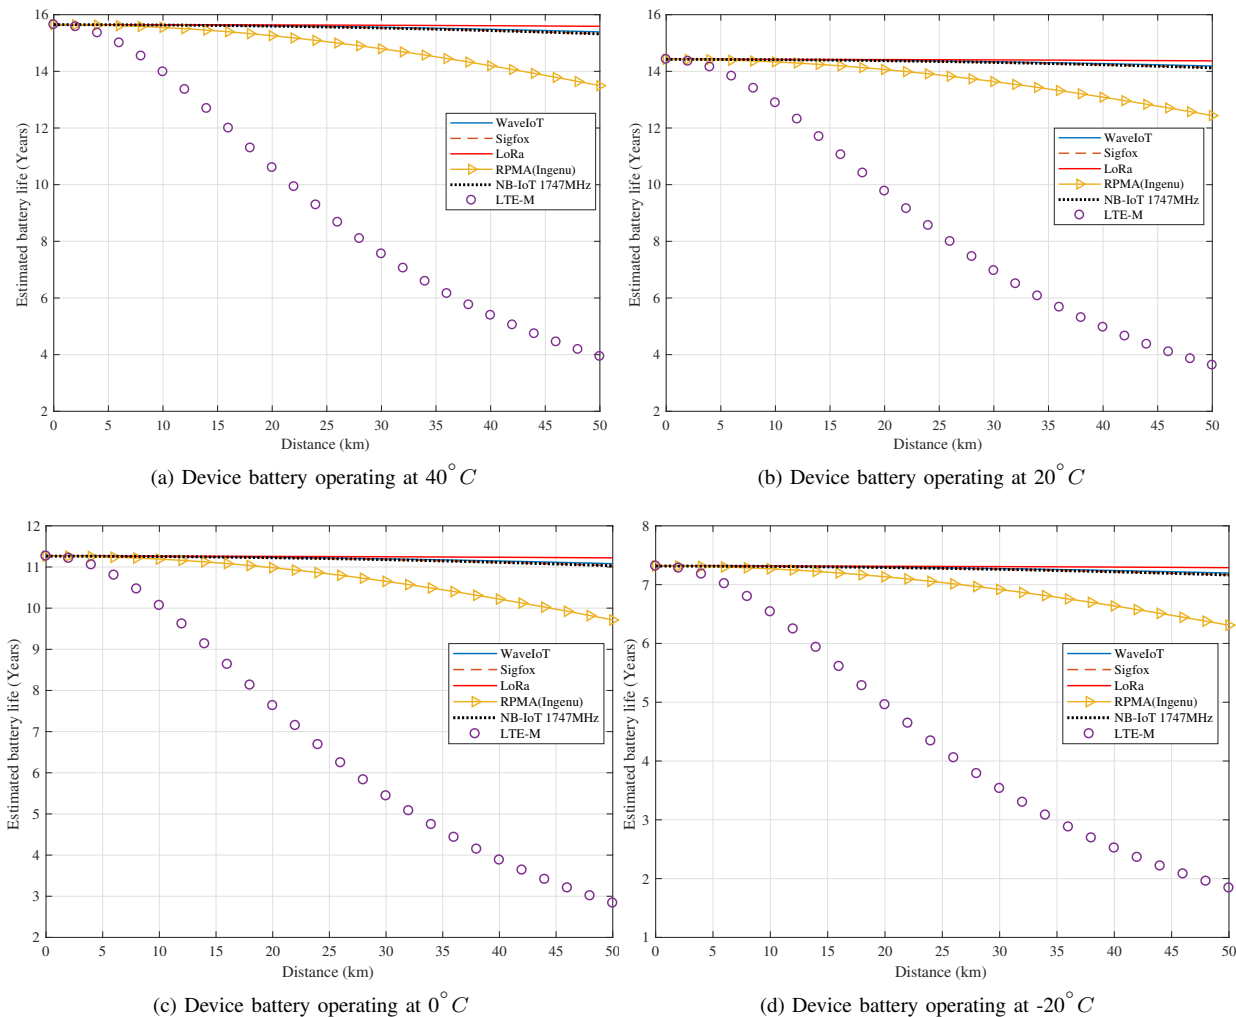 Estimated battery life (Years)
16
14
12
10
8
6
4
2
WaveIoT
Sigfox
LoRa
RPMA(Ingenu)
NB-IoT 1747MHz
LTE-M
0 5 10 15 20 25 30 35 40 45 50
Distance (km)
(a) Device battery operating at 40°C
Estimated battery life (Years)
16
14
12
10
8
6
4
2
WaveIoT
Sigfox
LoRa
RPMA(Ingenu)
NB-IoT 1747MHz
LTE-M
0 5 10 15 20 25 30 35 40 45 50
Distance (km)
(b) Device battery operating at 20°C
Estimated battery life (Years)
12
11
10
9
8
7
6
5
4
3
2
WaveIoT
Sigfox
LoRa
RPMA(Ingenu)
NB-IoT 1747MHz
LTE-M
0 5 10 15 20 25 30 35 40 45 50
Distance (km)
(c) Device battery operating at 0°C
Estimated battery life (Years)
8
7
6
5
4
3
2
1
WaveIoT
Sigfox
LoRa
RPMA(Ingenu)
NB-IoT 1747MHz
LTE-M
0 5 10 15 20 25 30 35 40 45 50
Distance (km)
(d) Device battery operating at -20°C